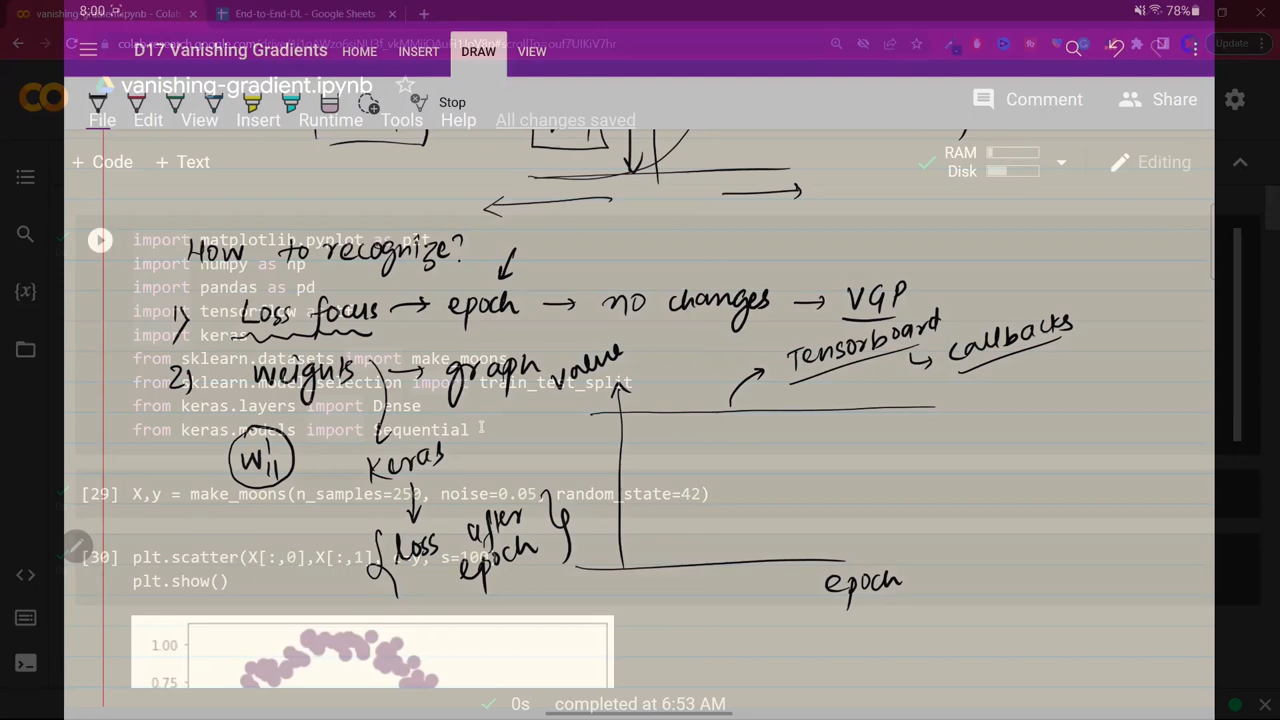 8:00
78%
vanishing-gradient.ipynb - Colab
End-to-End-DL - Google Sheets
Update
D17 Vanishing Gradients
HOME
INSERT
DRAW
VIEW
vanishing-gradient.ipynb
Stop
Comment
Share
File Edit View Insert Runtime Tools Help All changes saved
+ Code + Text
RAM
Disk
Editing
import matplotlib.pyplot as plt
How to recognize?
import numpy as np
import pandas as pd
1) Loss focus → epoch → no changes → VGP
import keras
Tensorboard
↳ callbacks
from sklearn.datasets import make_moons
2) weights → graph
value
from sklearn.model_selection import train_test_split
from keras.layers import Dense
from keras.models import Sequential
Keras
[29] X,y = make_moons(n_samples=250, noise=0.05, random_state=42)
{ loss after epoch }
[30] plt.scatter(X[:,0],X[:,1], s=100)
plt.show()
epoch
1.00
0.75
0s completed at 6:53 AM